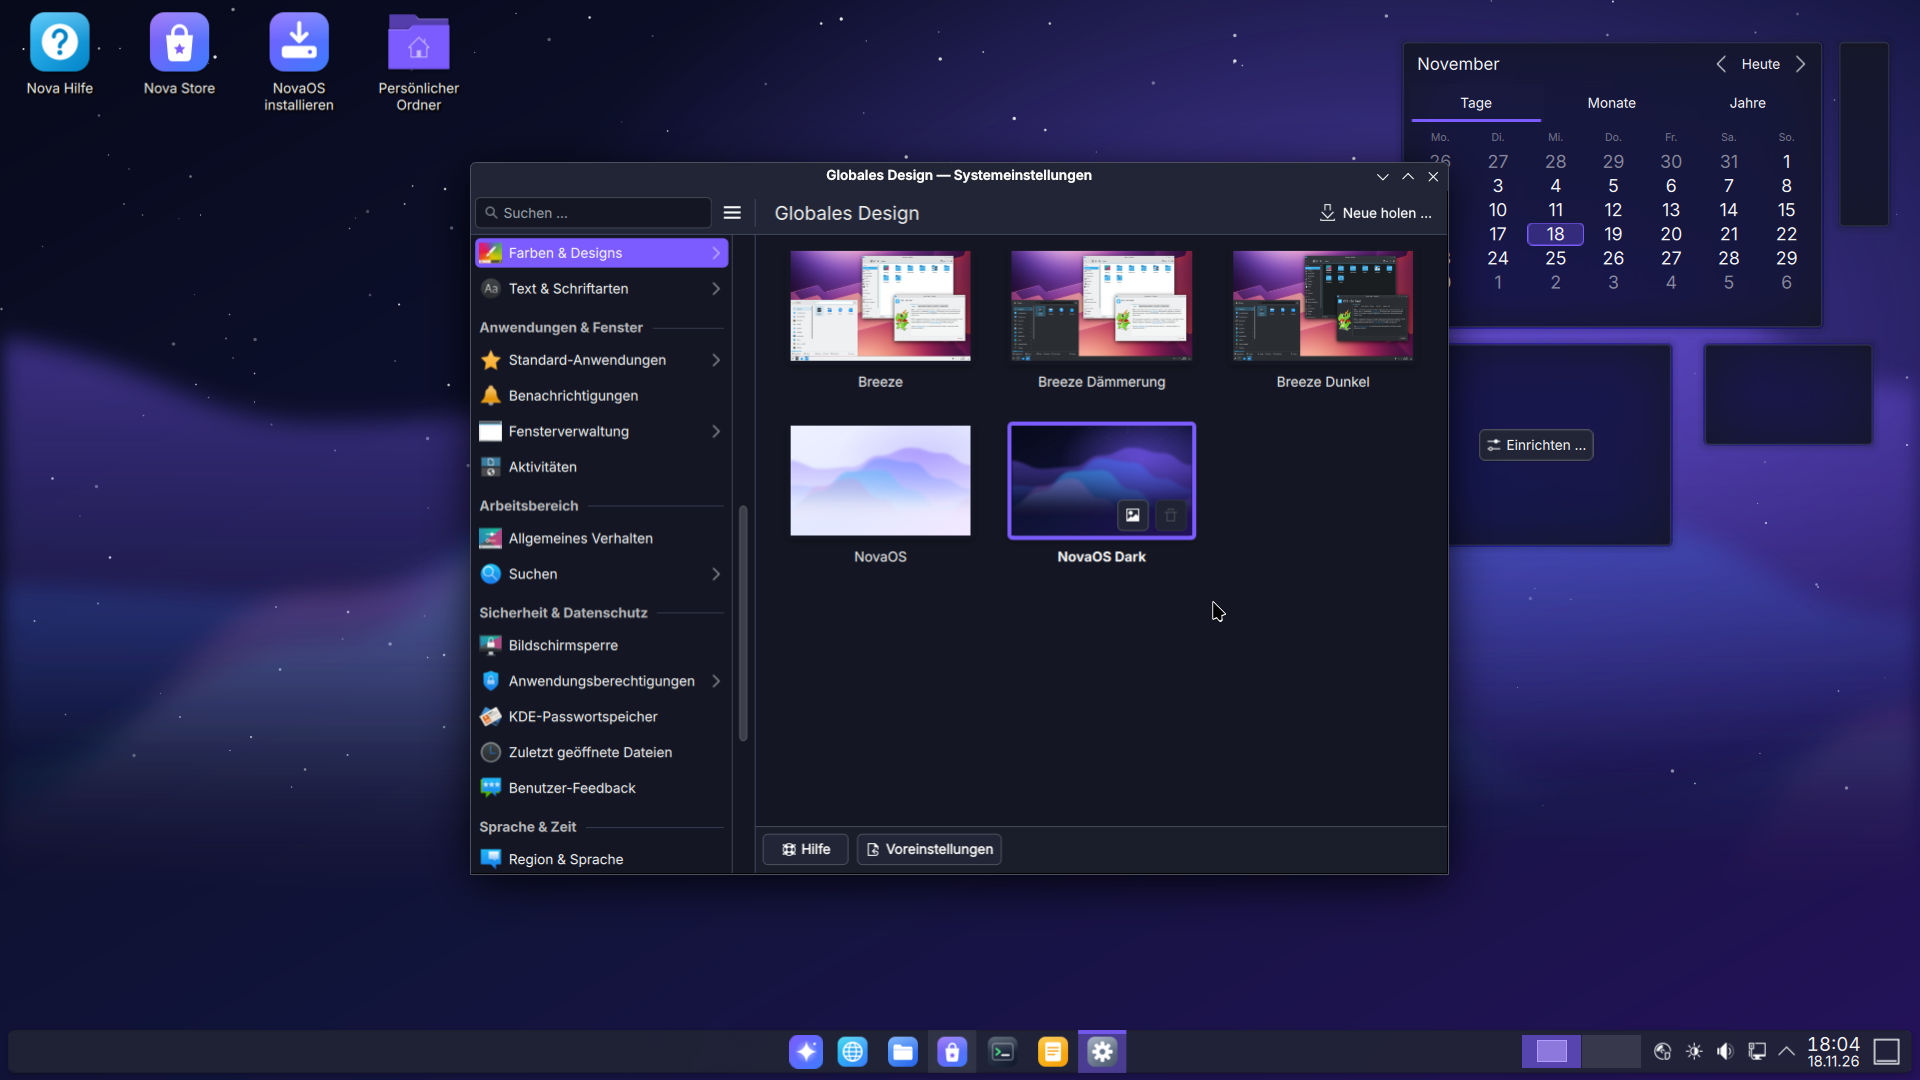 Nova Hilfe
Nova Store
NovaOS
installieren
Persönlicher
Ordner
November
Heute
Tage
Monate
Jahre
Mo. Di. Mi. Do. Fr. Sa. So.
26 27 28 29 30 31 1
3 4 5 6 7 8
10 11 12 13 14 15
17 18 19 20 21 22
24 25 26 27 28 29
1 2 3 4 5 6
Einrichten ...
Globales Design — Systemeinstellungen
Suchen ...
Globales Design
Neue holen ...
Farben & Designs
Text & Schriftarten
Anwendungen & Fenster
Standard-Anwendungen
Benachrichtigungen
Fensterverwaltung
Aktivitäten
Arbeitsbereich
Allgemeines Verhalten
Suchen
Sicherheit & Datenschutz
Bildschirmsperre
Anwendungsberechtigungen
KDE-Passwortspeicher
Zuletzt geöffnete Dateien
Benutzer-Feedback
Sprache & Zeit
Region & Sprache
Breeze
Breeze Dämmerung
Breeze Dunkel
NovaOS
NovaOS Dark
Hilfe
Voreinstellungen
18:04
18.11.26